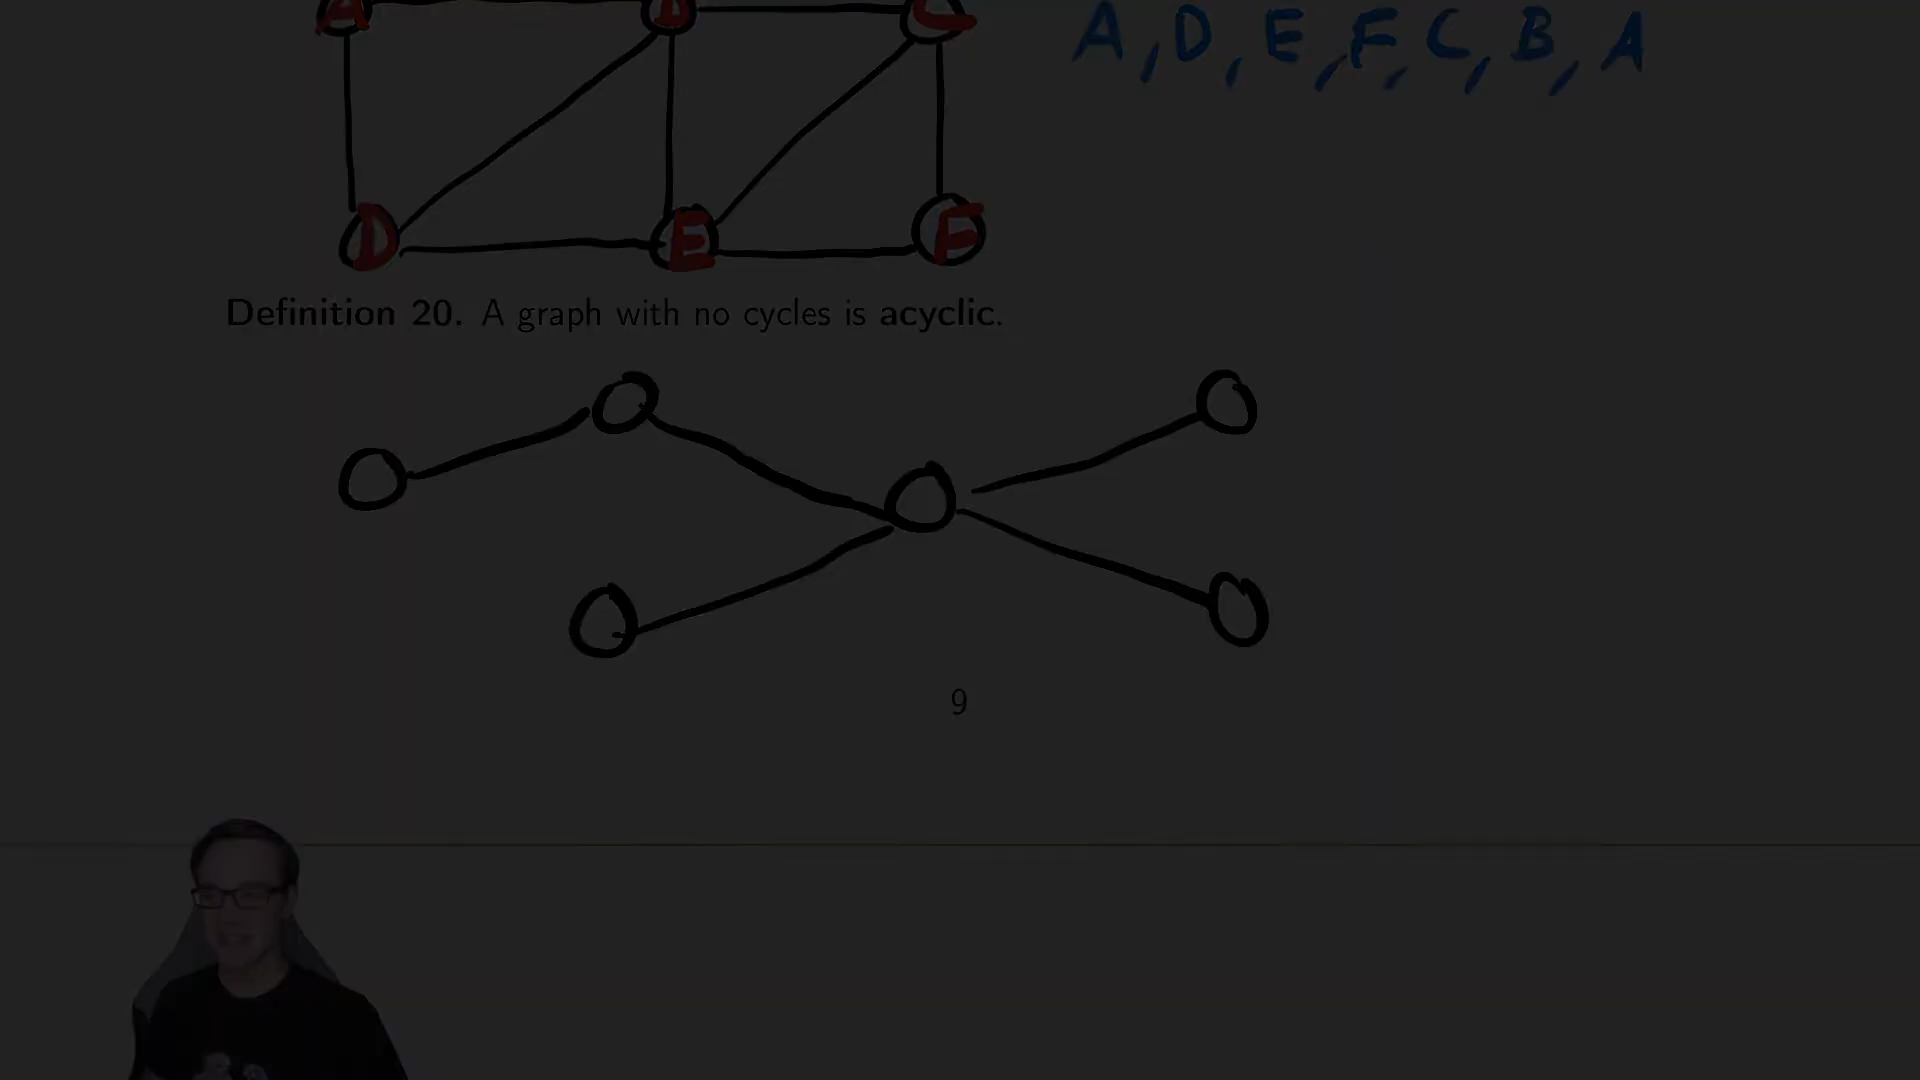 A B C A, D, E, F, C, B, A
D E F
Definition 20. A graph with no cycles is acyclic.
9